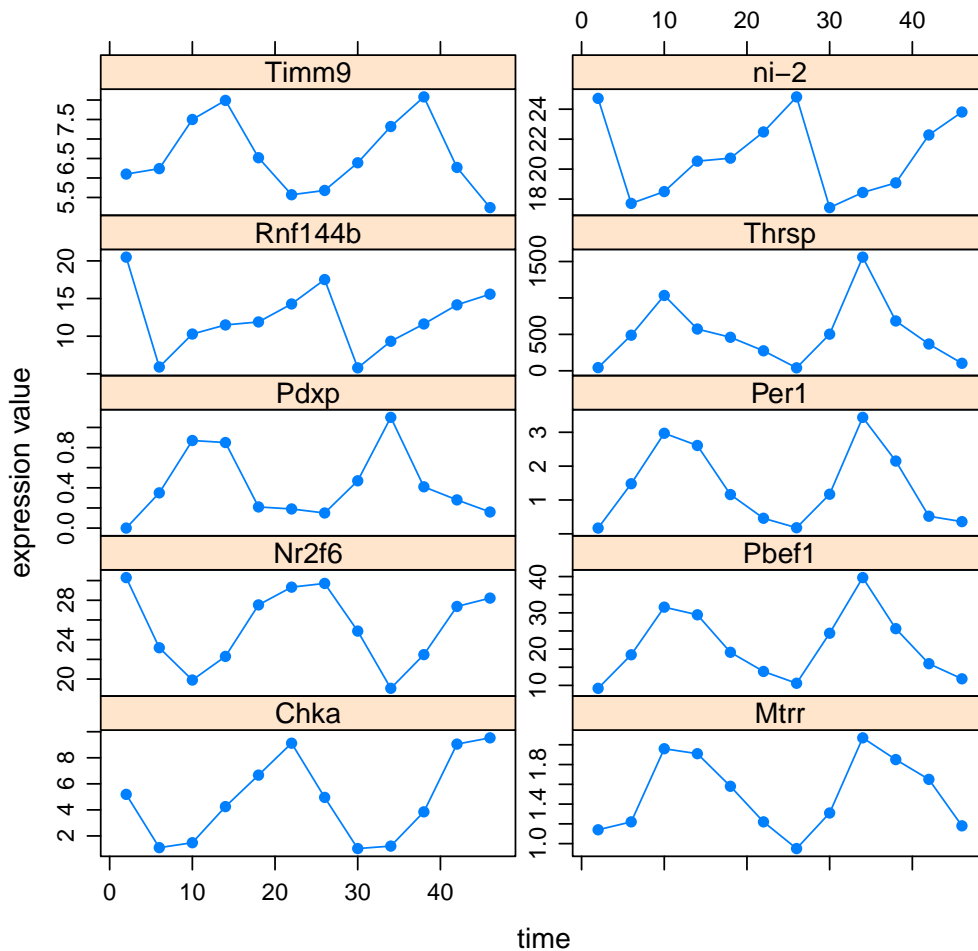 0 20 40
10 30
Timm9
ni−2
5.5 6.5 7.5
18 20 22 24
Rnf144b
Thrsp
10 15 20
0 500 1500
Pdxp
Per1
0.0 0.4 0.8
1 2 3
Nr2f6
Pbef1
20 24 28
10 20 30 40
Chka
Mtrr
2 4 6 8
1.0 1.4 1.8
0 10 20 30 40
expression value
time